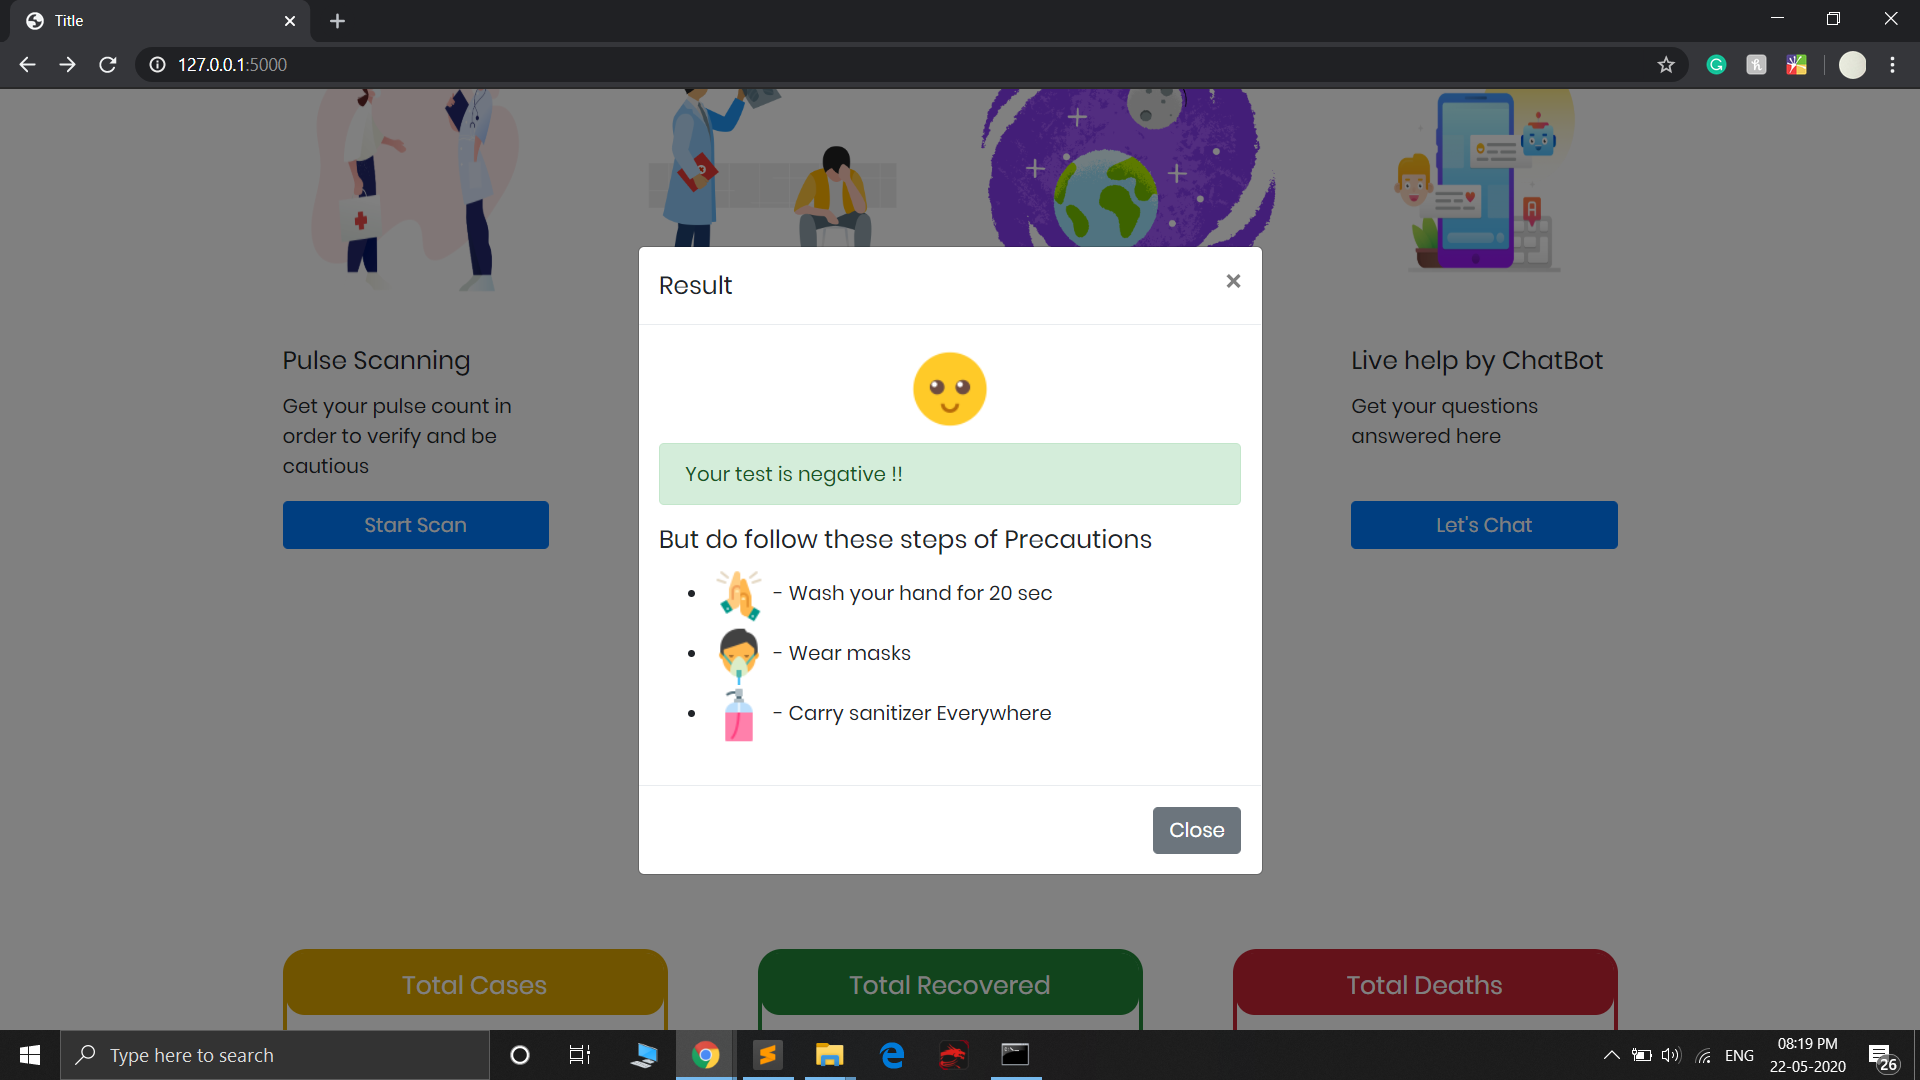 Title
127.0.0.1:5000
Result
×
Your test is negative !!
But do follow these steps of Precautions
- Wash your hand for 20 sec
- Wear masks
- Carry sanitizer Everywhere
Close
Pulse Scanning
Get your pulse count in
order to verify and be
cautious
Start Scan
Live help by ChatBot
Get your questions
answered here
Let's Chat
A
Total Cases
Total Recovered
Total Deaths
Type here to search
ENG
08:19 PM
22-05-2020
26